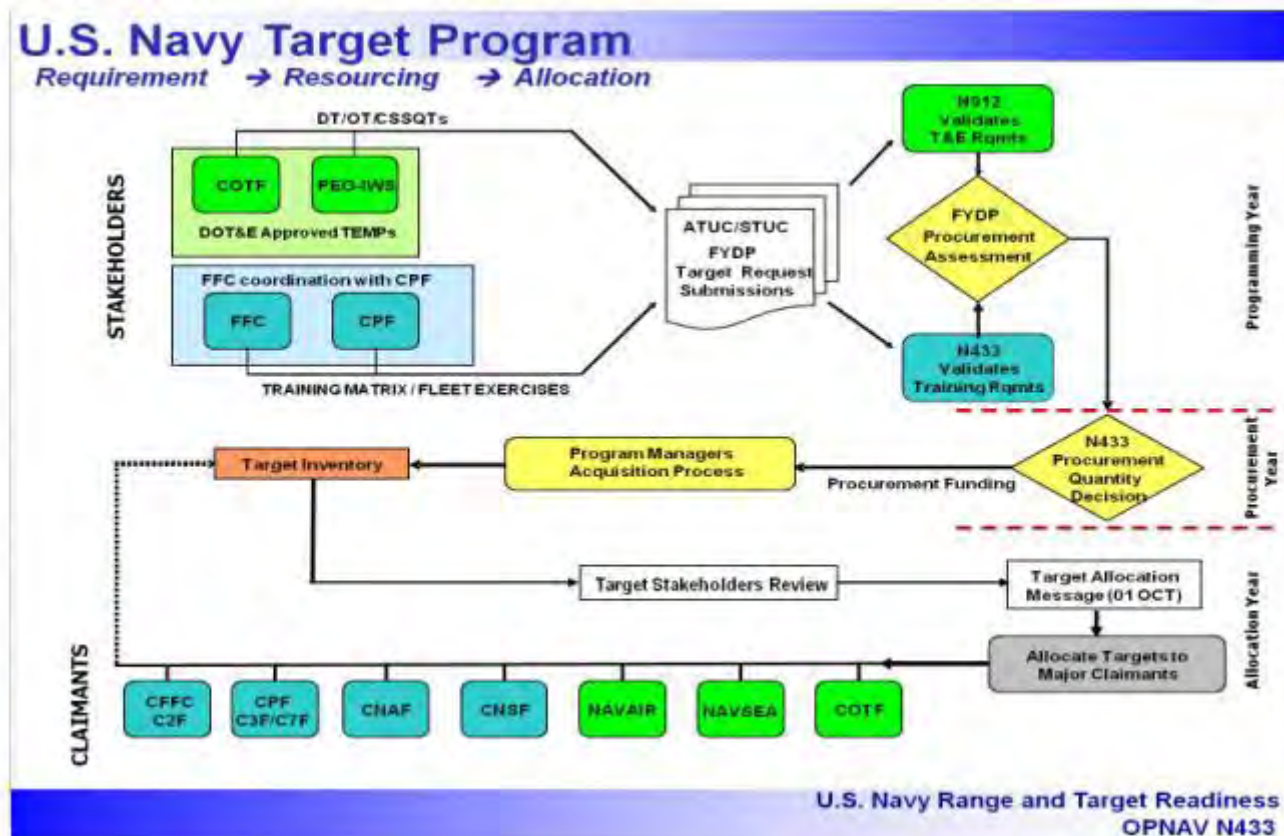 U.S. Navy Target Program
Requirement → Resourcing → Allocation
STAKEHOLDERS
DT/OT/CSSQTs
COTF
PEO-IWS
DOT&E Approved TEMPs
FFC coordination with CPF
FFC
CPF
TRAINING MATRIX / FLEET EXERCISES
ATUC/STUC
FYDP
Target Request
Submissions
N912
Validates
T&E Rqmts
FYDP
Procurement
Assessment
N433
Validates
Training Rqmts
Programming Year
N433
Procurement
Quantity
Decision
Procurement
Year
Procurement Funding
Program Managers
Acquisition Process
Target Inventory
Target Stakeholders Review
Target Allocation
Message (01 OCT)
Allocate Targets to
Major Claimants
Allocation Year
CLAIMANTS
CFFC
C2F
CPF
C3F/C7F
CNAF
CNSF
NAVAIR
NAVSEA
COTF
U.S. Navy Range and Target Readiness
OPNAV N433